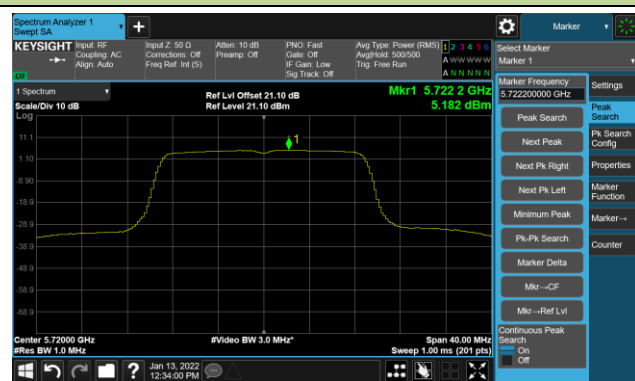 Spectrum Analyzer 1
Swept SA
+
Marker
KEYSIGHT
Input: RF
Coupling: AC
Align: Auto
Input Z: 50 Ω
Corrections: Off
Freq Ref: Int (S)
Atten: 10 dB
Preamp: Off
PNO: Fast
Gate: Off
IF Gain: Low
Sig Track: Off
Avg Type: Power (RMS)
Avg|Hold: 500/500
Trig: Free Run
1 2 3 4 5 6
A W W W W W
A N N N N N
LW
Select Marker
Marker 1
1 Spectrum
Scale/Div 10 dB
Log
Ref Lvl Offset 21.10 dB
Ref Level 21.10 dBm
Mkr1 5.722 2 GHz
5.182 dBm
11.1
1.10
-8.90
-18.9
-28.9
-38.9
-48.9
-58.9
-68.9
1
Center 5.72000 GHz
#Res BW 1.0 MHz
#Video BW 3.0 MHz*
Span 40.00 MHz
Sweep 1.00 ms (201 pts)
Marker Frequency
5.722200000 GHz
Peak Search
Next Peak
Next Pk Right
Next Pk Left
Minimum Peak
Pk-Pk Search
Marker Delta
Mkr→CF
Mkr→Ref Lvl
Continuous Peak
Search
On
Off
Settings
Peak
Search
Pk Search
Config
Properties
Marker
Function
Marker→
Counter
?
Jan 13, 2022
12:34:00 PM